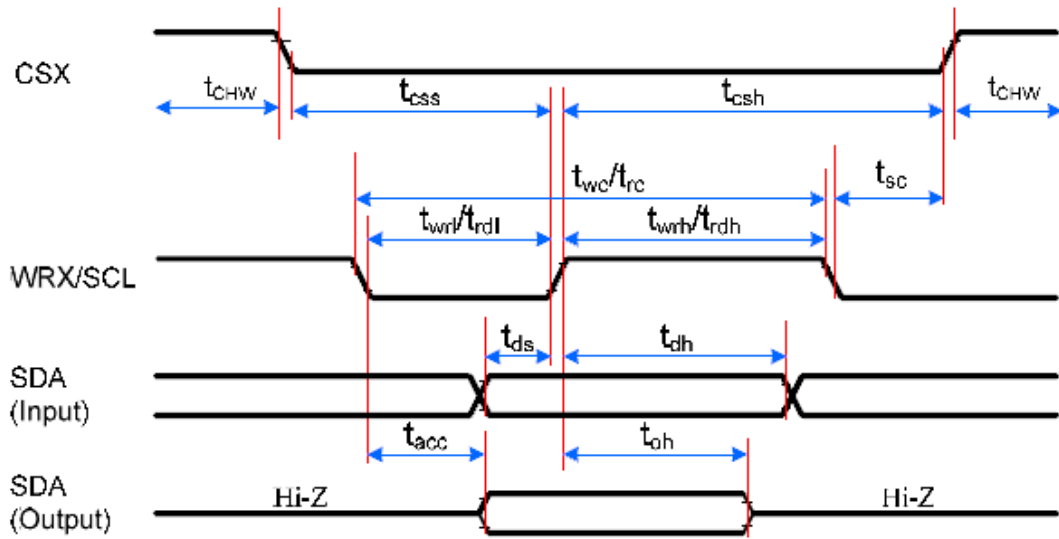 CSX
tCHW
tcss
tcsh
tCHW
twc/trc
tsc
twrl/trdl
twrh/trdh
WRX/SCL
tds
tdh
SDA
(Input)
tacc
toh
SDA
(Output)
Hi-Z
Hi-Z